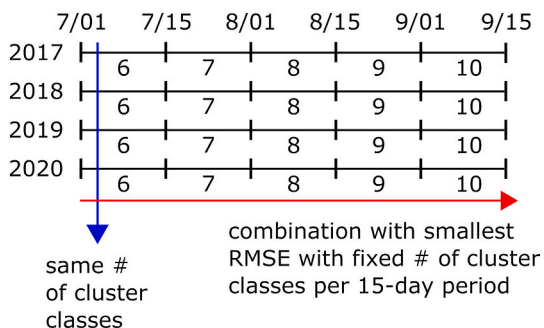 7/01 7/15 8/01 8/15 9/01 9/15
2017
6 7 8 9 10
2018
6 7 8 9 10
2019
6 7 8 9 10
2020
6 7 8 9 10
same #
of cluster
classes
combination with smallest
RMSE with fixed # of cluster
classes per 15-day period